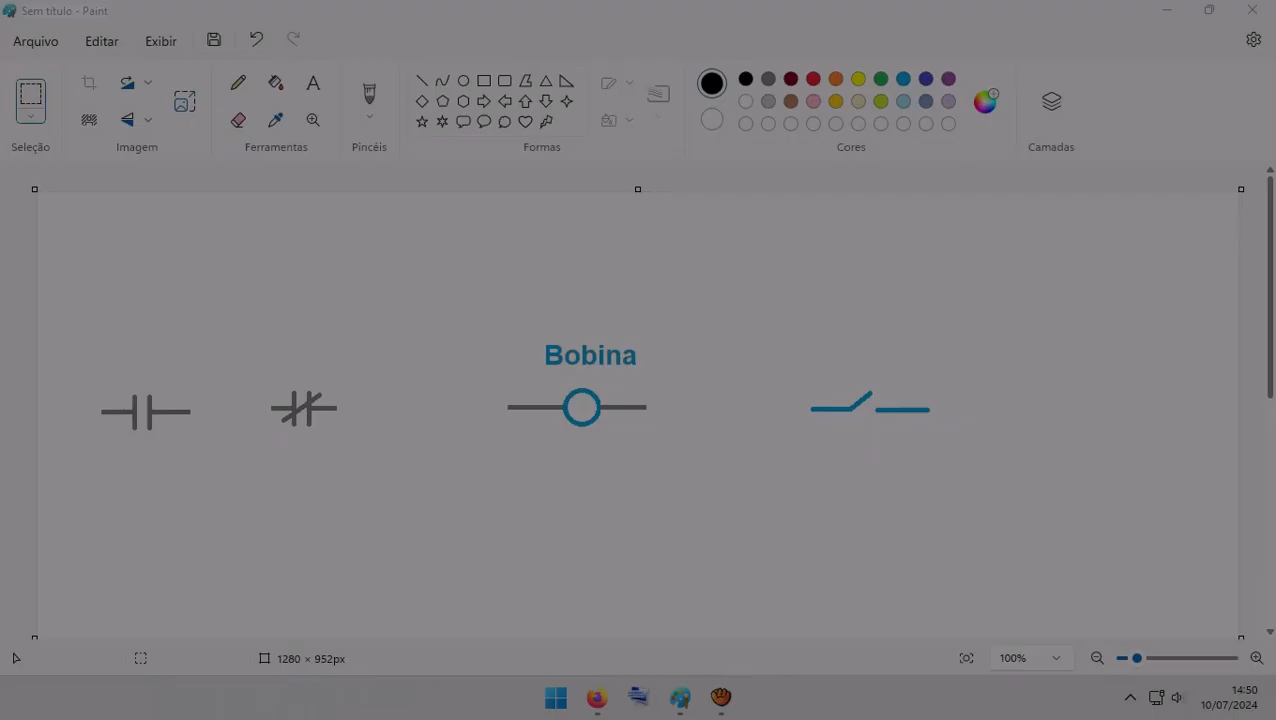 Sem título - Paint
Arquivo Editar Exibir
Seleção Imagem Ferramentas Pincéis Formas Cores Camadas
Bobina
1280 × 952px 100%
14:50
10/07/2024